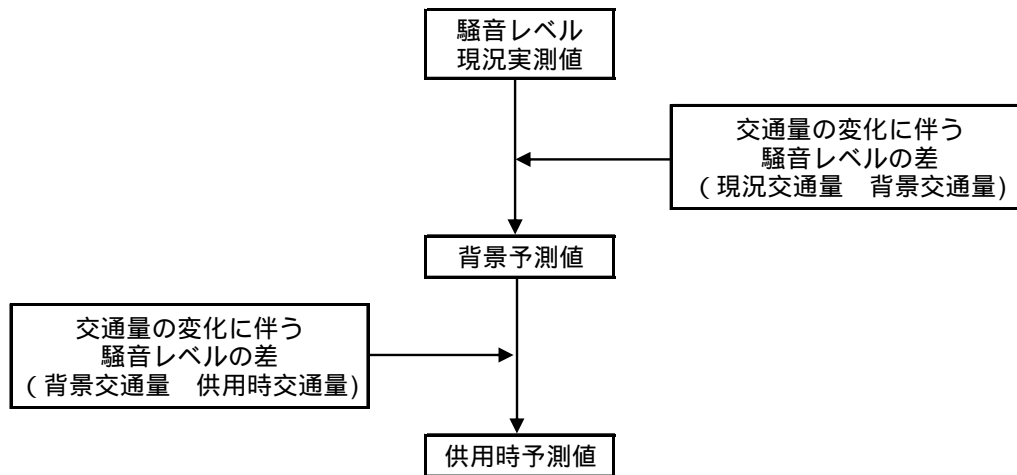 騒音レベル
現況実測値
交通量の変化に伴う
騒音レベルの差
(現況交通量　背景交通量)
背景予測値
交通量の変化に伴う
騒音レベルの差
(背景交通量　供用時交通量)
供用時予測値